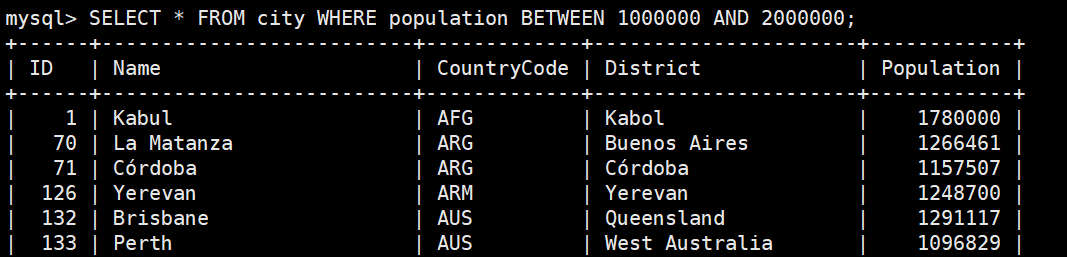 mysql> SELECT * FROM city WHERE population BETWEEN 1000000 AND 2000000;
+------+--------------------------+-------------+----------------------+------------+
| ID   | Name                     | CountryCode | District             | Population |
+------+--------------------------+-------------+----------------------+------------+
|    1 | Kabul                    | AFG         | Kabol                |    1780000 |
|   70 | La Matanza               | ARG         | Buenos Aires         |    1266461 |
|   71 | Córdoba                  | ARG         | Córdoba              |    1157507 |
|  126 | Yerevan                  | ARM         | Yerevan              |    1248700 |
|  132 | Brisbane                 | AUS         | Queensland           |    1291117 |
|  133 | Perth                    | AUS         | West Australia       |    1096829 |